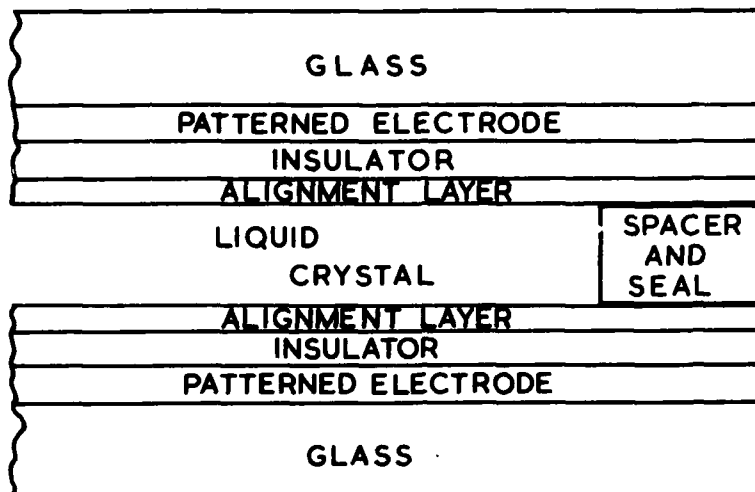 GLASS
PATTERNED ELECTRODE
INSULATOR
ALIGNMENT LAYER
LIQUID
CRYSTAL
SPACER
AND
SEAL
ALIGNMENT LAYER
INSULATOR
PATTERNED ELECTRODE
GLASS